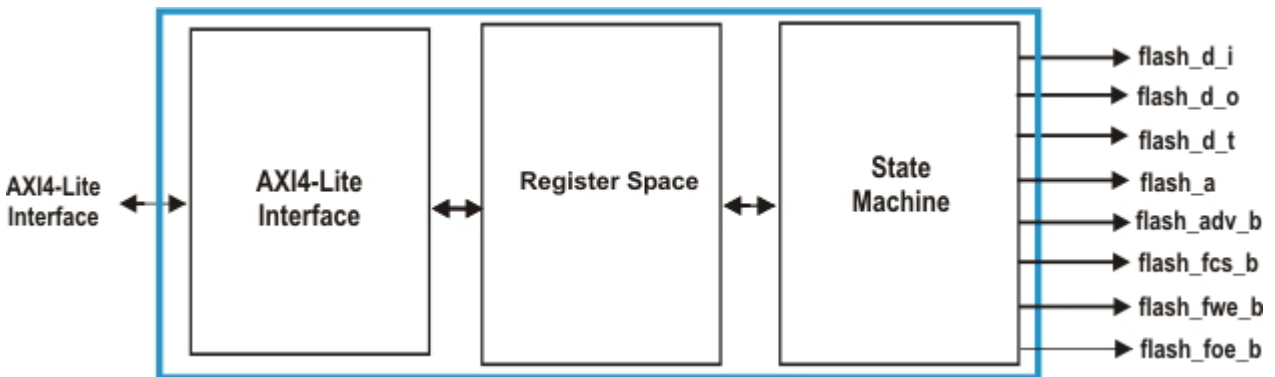 AXI4-Lite
Interface
AXI4-Lite
Interface
Register Space
State
Machine
flash_d_i
flash_d_o
flash_d_t
flash_a
flash_adv_b
flash_fcs_b
flash_fwe_b
flash_foe_b